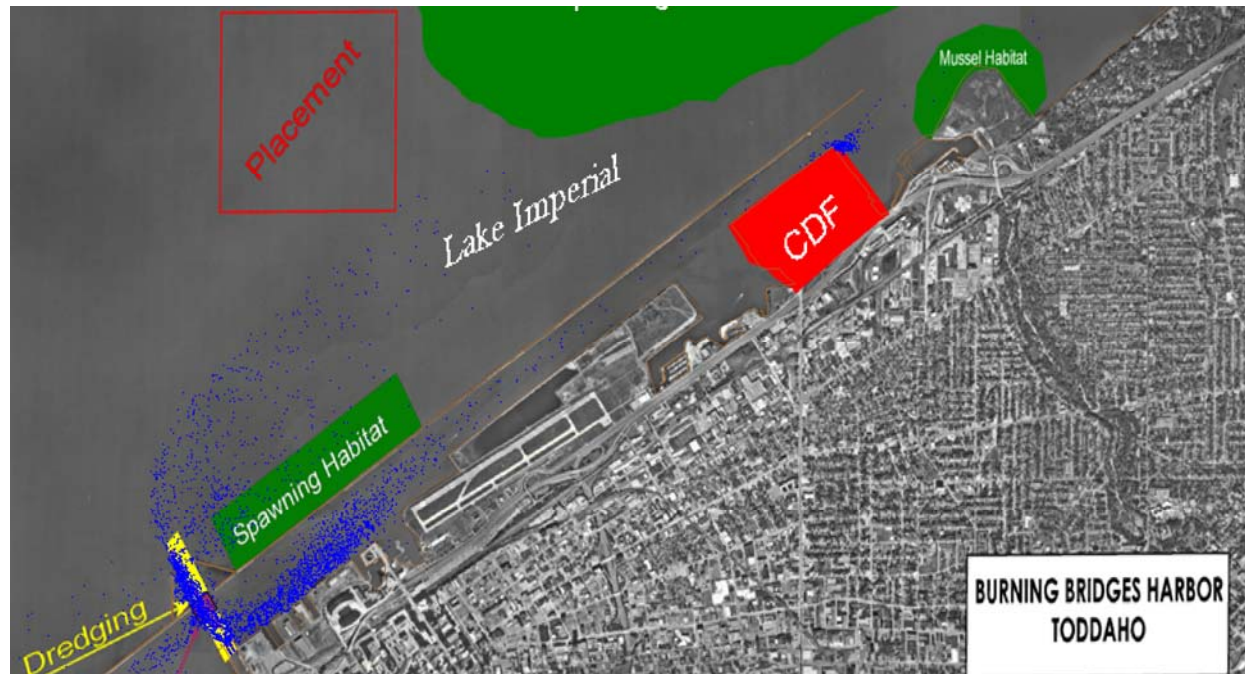 Placement
Mussel Habitat
Lake Imperial
CDF
Spawning Habitat
Dredging
BURNING BRIDGES HARBOR
TODDAHO